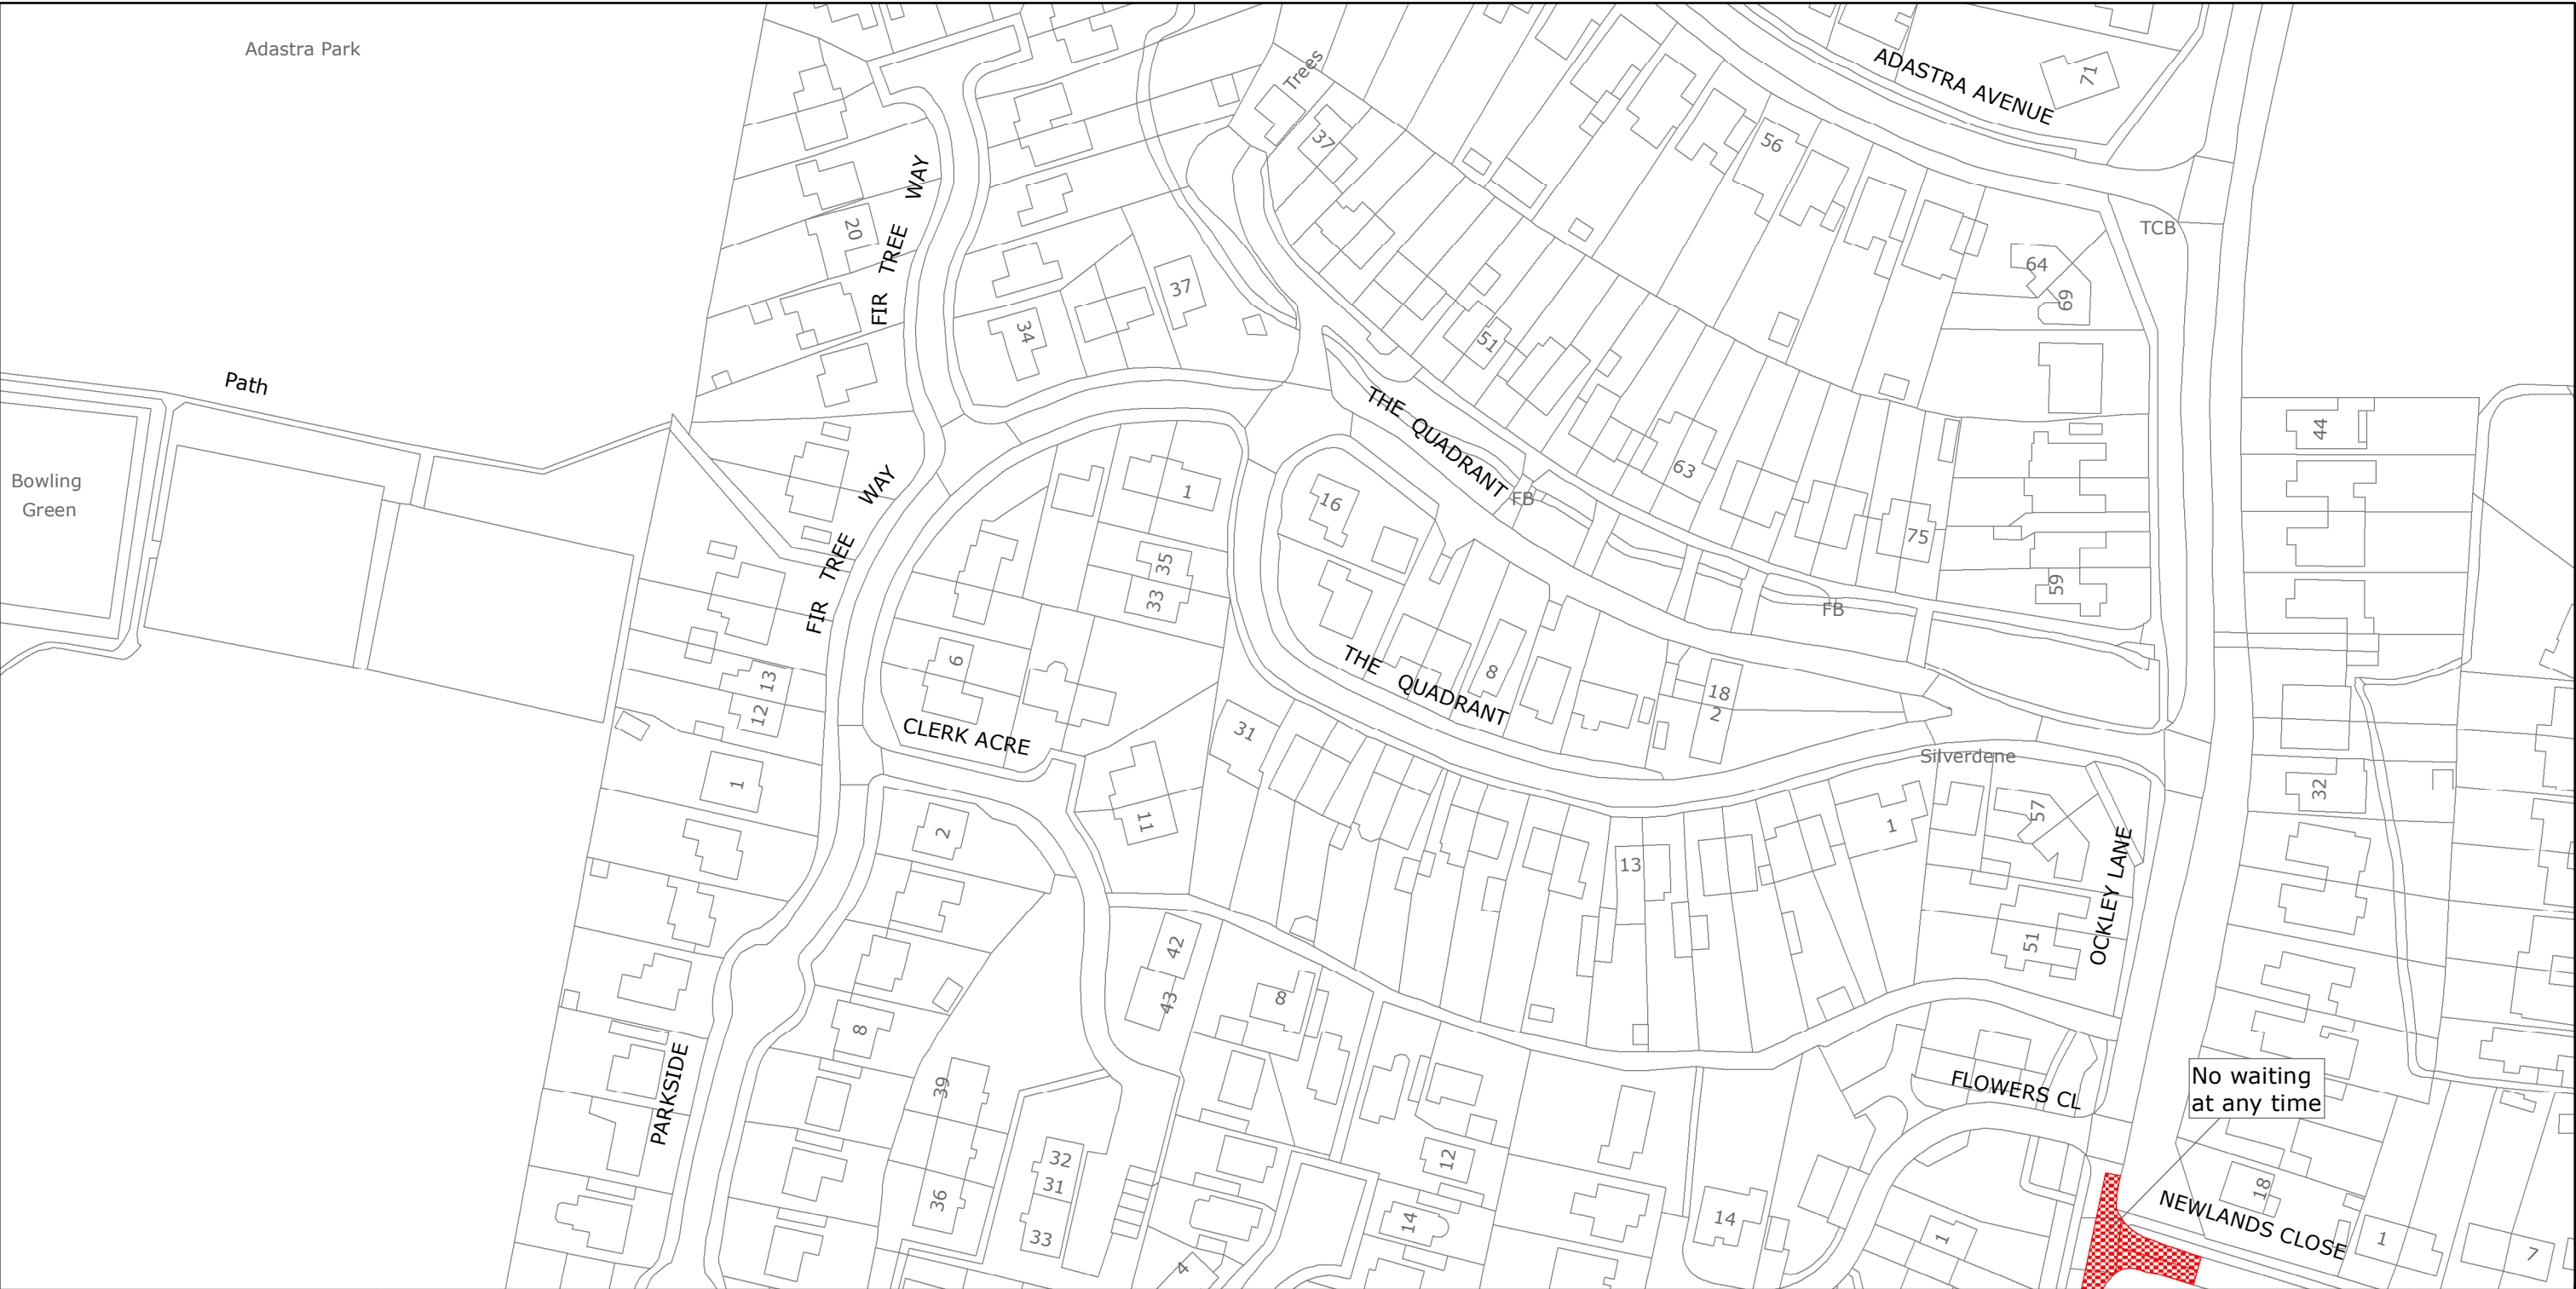 Adastra Park
Trees
ADASTRA AVENUE
71
37
56
FIR TREE WAY
20
TCB
64
69
37
34
51
Path
THE QUADRANT
44
Bowling
Green
FIR TREE WAY
1
16
FB
63
75
35
33
59
FB
6
13
12
THE QUADRANT
8
18
2
CLERK ACRE
31
Silverdene
1
2
11
13
1
57
32
OCKLEY LANE
42
43
8
51
8
PARKSIDE
39
36
32
31
33
12
14
4
14
FLOWERS CL
1
No waiting
at any time
18
NEWLANDS CLOSE
1
7